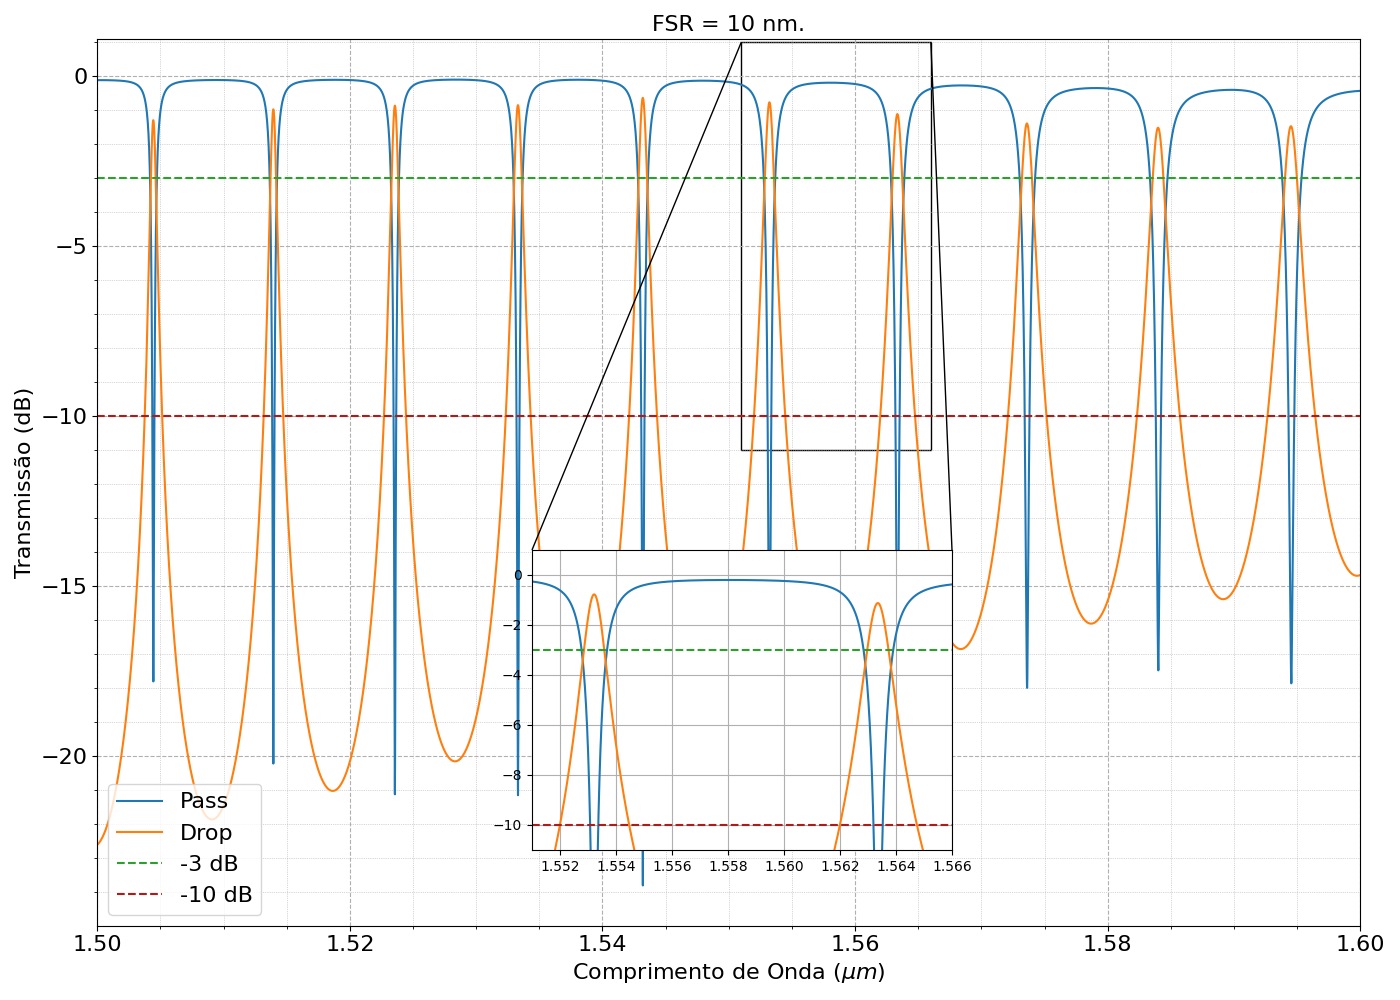 FSR = 10 nm.
Transmissão (dB)
0
−5
−10
−15
−20
0
−2
−4
−6
−8
−10
1.552 1.554 1.556 1.558 1.560 1.562 1.564 1.566
Pass
Drop
-3 dB
-10 dB
1.50 1.52 1.54 1.56 1.58 1.60
Comprimento de Onda (μm)